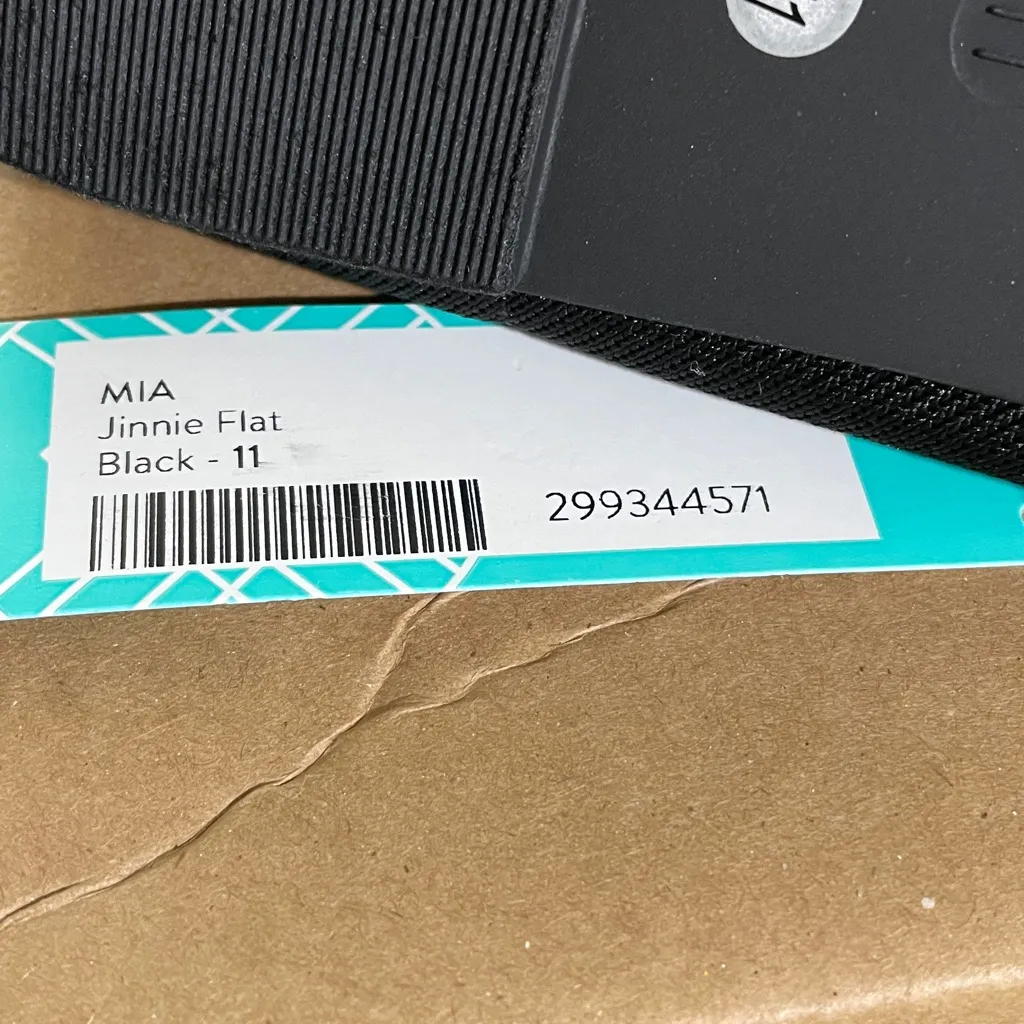 MIA
Jinnie Flat
Black - 11
299344571